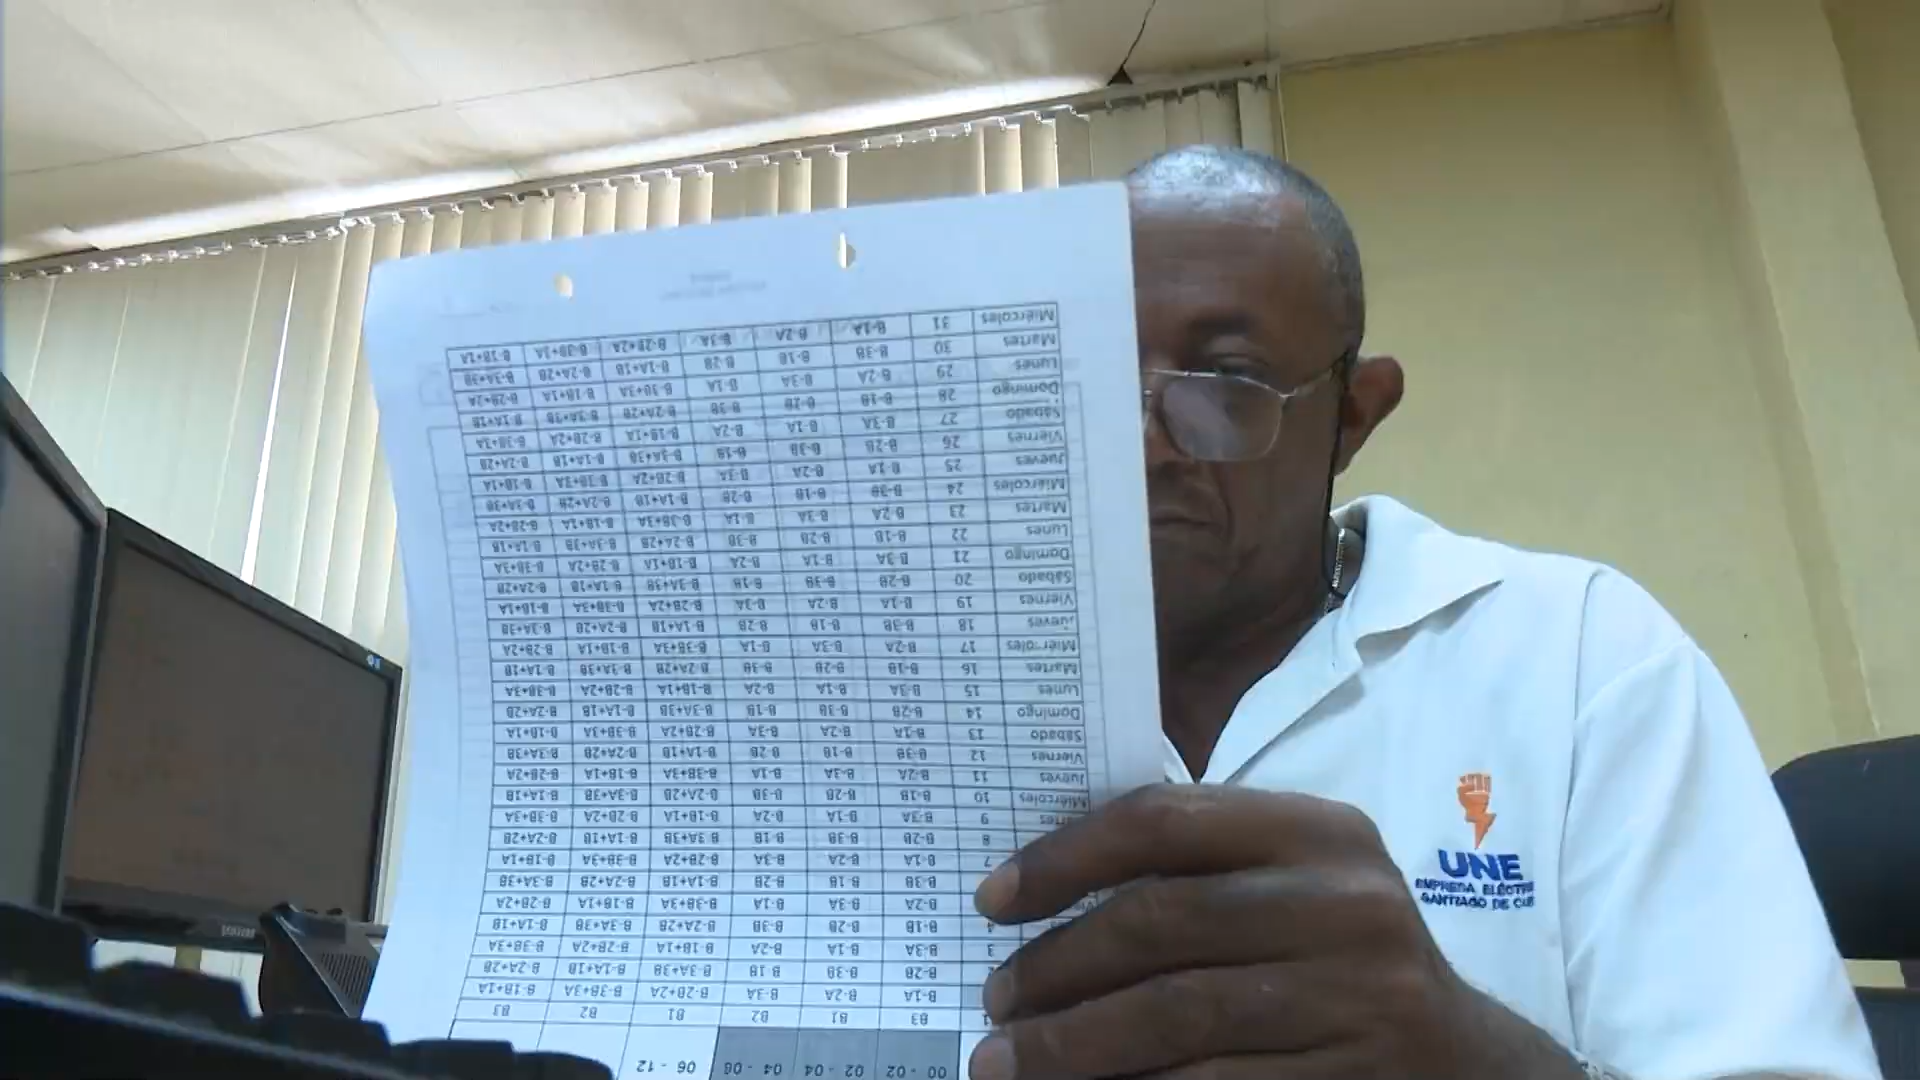 00 - 02 02 - 04 04 - 06 06 - 12
B3 B1 B2 B1 B2 B3
1 B-1A B-2A B-3A B-2B+2A B-3B+3A B-1B+1A
B-2B B-3B B-1B B-3A+3B B-1A+1B B-2A+2B
3 B-3A B-1A B-2A B-1B+1A B-2B+2A B-3B+3A
4 B-1B B-2B B-3B B-2A+2B B-3A+3B B-1A+1B
B-2A B-3A B-1A B-3B+3A B-1B+1A B-2B+2A
B-3B B-1B B-2B B-1A+1B B-2A+2B B-3A+3B
7 B-1A B-2A B-3A B-2B+2A B-3B+3A B-1B+1A
8 B-2B B-3B B-1B B-3A+3B B-1A+1B B-2A+2B
artes 9 B-3A B-1A B-2A B-1B+1A B-2B+2A B-3B+3A
Miércoles 10 B-1B B-2B B-3B B-2A+2B B-3A+3B B-1A+1B
Jueves 11 B-2A B-3A B-1A B-3B+3A B-1B+1A B-2B+2A
Viernes 12 B-3B B-1B B-2B B-1A+1B B-2A+2B B-3A+3B
Sábado 13 B-1A B-2A B-3A B-2B+2A B-3B+3A B-1B+1A
Domingo 14 B-2B B-3B B-1B B-3A+3B B-1A+1B B-2A+2B
Lunes 15 B-3A B-1A B-2A B-1B+1A B-2B+2A B-3B+3A
Martes 16 B-1B B-2B B-3B B-2A+2B B-3A+3B B-1A+1B
Miércoles 17 B-2A B-3A B-1A B-3B+3A B-1B+1A B-2B+2A
Jueves 18 B-3B B-1B B-2B B-1A+1B B-2A+2B B-3A+3B
Viernes 19 B-1A B-2A B-3A B-2B+2A B-3B+3A B-1B+1A
Sábado 20 B-2B B-3B B-1B B-3A+3B B-1A+1B B-2A+2B
Domingo 21 B-3A B-1A B-2A B-1B+1A B-2B+2A B-3B+3A
Lunes 22 B-1B B-2B B-3B B-2A+2B B-3A+3B B-1A+1B
Martes 23 B-2A B-3A B-1A B-3B+3A B-1B+1A B-2B+2A
Miércoles 24 B-3B B-1B B-2B B-1A+1B B-2A+2B B-3A+3B
Jueves 25 B-1A B-2A B-3A B-2B+2A B-3B+3A B-1B+1A
Viernes 26 B-2B B-3B B-1B B-3A+3B B-1A+1B B-2A+2B
Sábado 27 B-3A B-1A B-2A B-1B+1A B-2B+2A B-3B+3A
Domingo 28 B-1B B-2B B-3B B-2A+2B B-3A+3B B-1A+1B
Lunes 29 B-2A B-3A B-1A B-3B+3A B-1B+1A B-2B+2A
Martes 30 B-3B B-1B B-2B B-1A+1B B-2A+2B B-3A+3B
Miércoles 31 B-1A B-2A B-3A B-2B+2A B-3B+3A B-1B+1A
UNE
EMPRESA ELÉCTRI
SANTIAGO DE CU